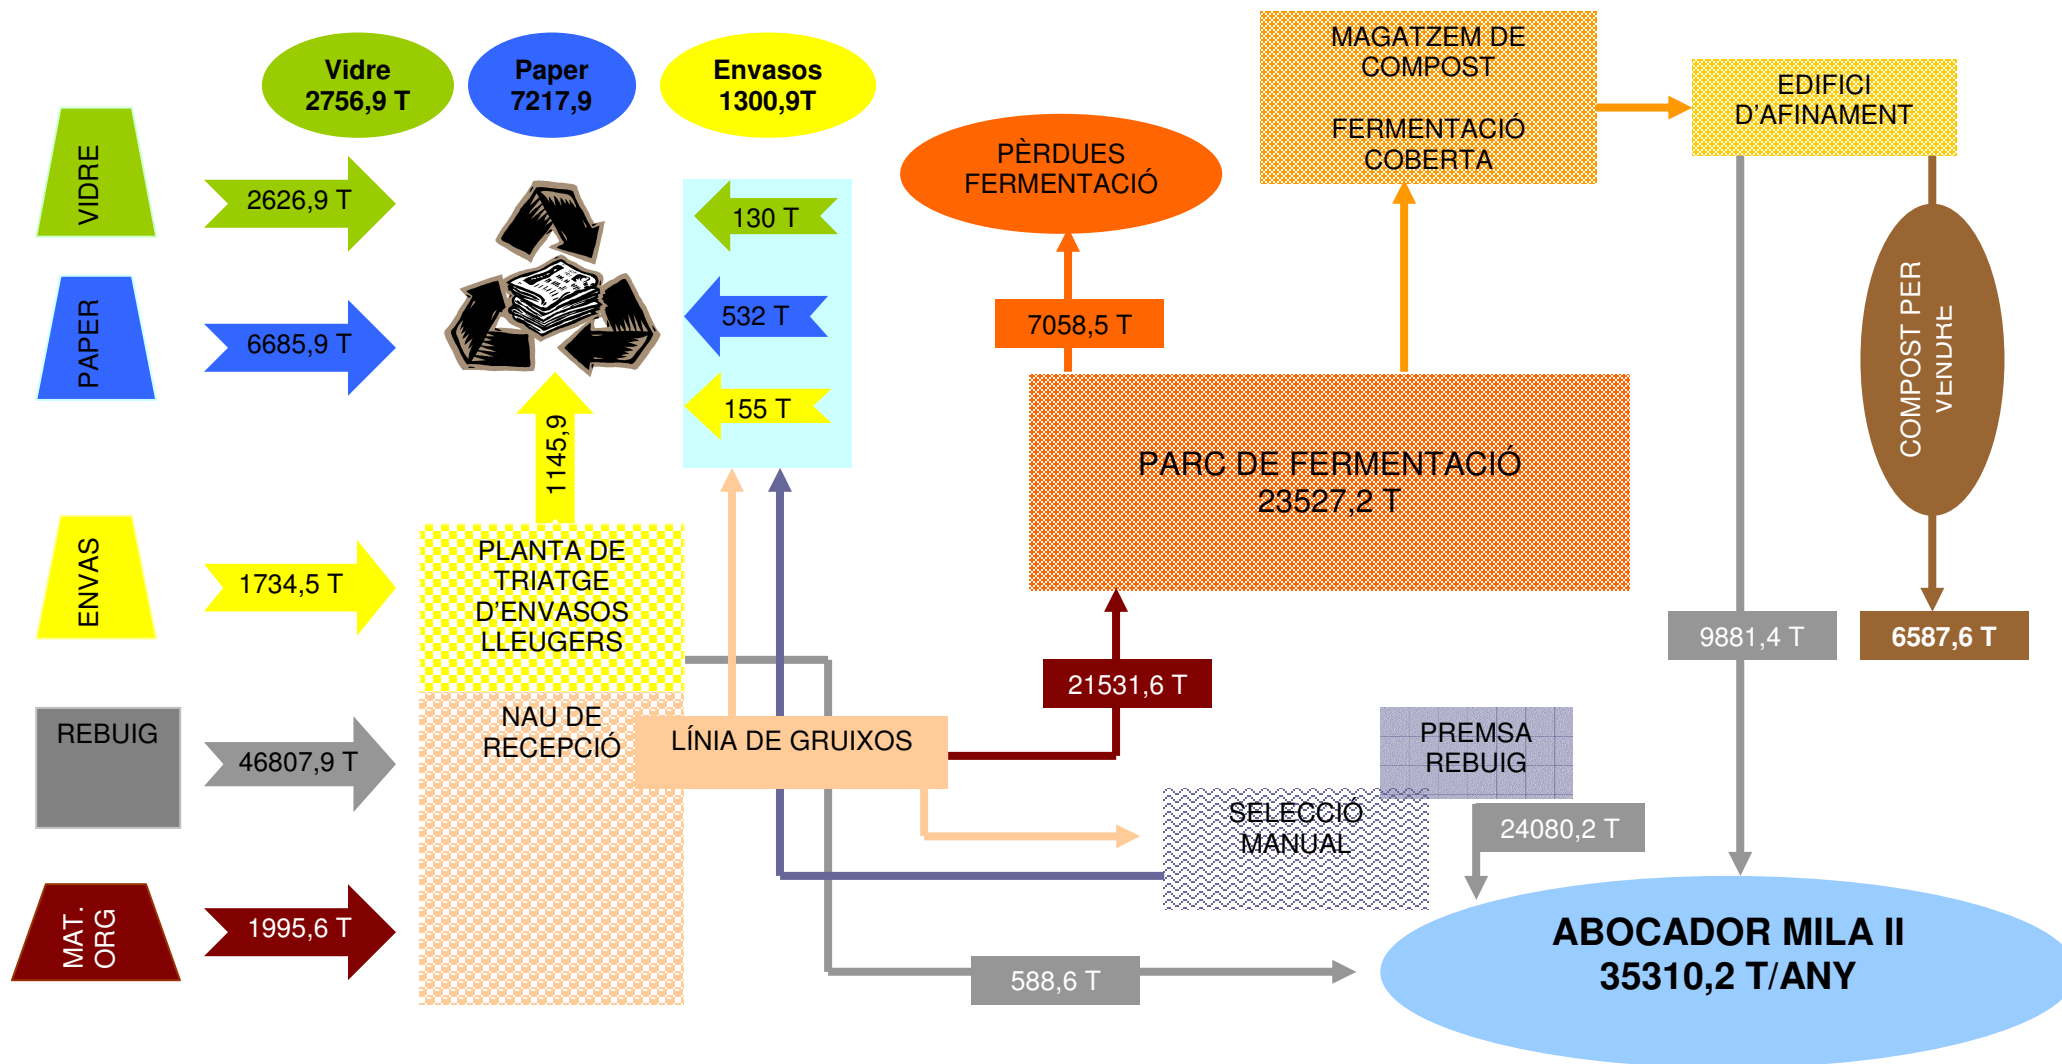 Vidre
2756,9 T
Paper
7217,9
Envasos
1300,9T
MAGATZEM DE
COMPOST
FERMENTACIÓ
COBERTA
EDIFICI
D'AFINAMENT
VIDRE
2626,9 T
130 T
PÈRDUES
FERMENTACIÓ
PAPER
6685,9 T
532 T
7058,5 T
155 T
1145,9
COMPOST PER
VENDRE
PARC DE FERMENTACIÓ
23527,2 T
ENVAS
1734,5 T
PLANTA DE
TRIATGE
D'ENVASOS
LLEUGERS
9881,4 T
6587,6 T
21531,6 T
REBUIG
46807,9 T
NAU DE
RECEPCIÓ
LÍNIA DE GRUIXOS
PREMSA
REBUIG
SELECCIÓ
MANUAL
24080,2 T
MAT.
ORG
1995,6 T
588,6 T
ABOCADOR MILA II
35310,2 T/ANY